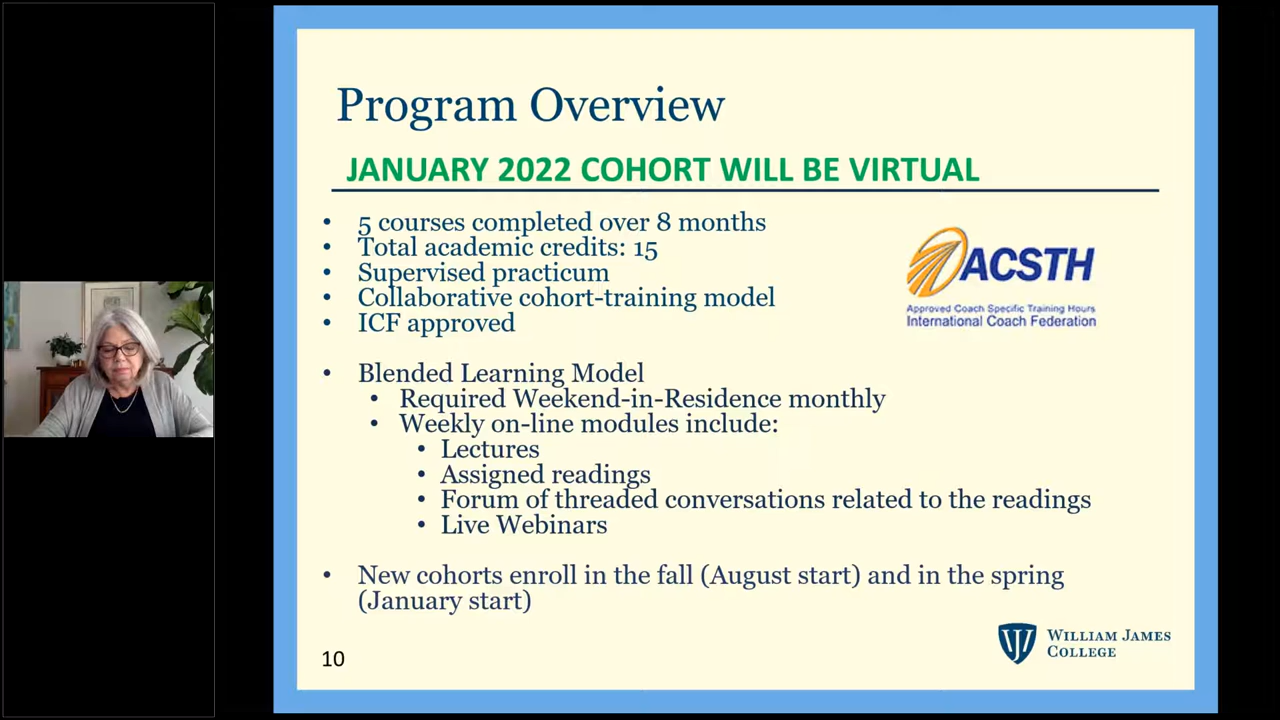 Program Overview
JANUARY 2022 COHORT WILL BE VIRTUAL
• 5 courses completed over 8 months
• Total academic credits: 15
• Supervised practicum
• Collaborative cohort-training model
• ICF approved
ACSTH
Approved Coach Specific Training Hours
International Coach Federation
• Blended Learning Model
• Required Weekend-in-Residence monthly
• Weekly on-line modules include:
• Lectures
• Assigned readings
• Forum of threaded conversations related to the readings
• Live Webinars
• New cohorts enroll in the fall (August start) and in the spring
(January start)
10
WILLIAM JAMES
COLLEGE